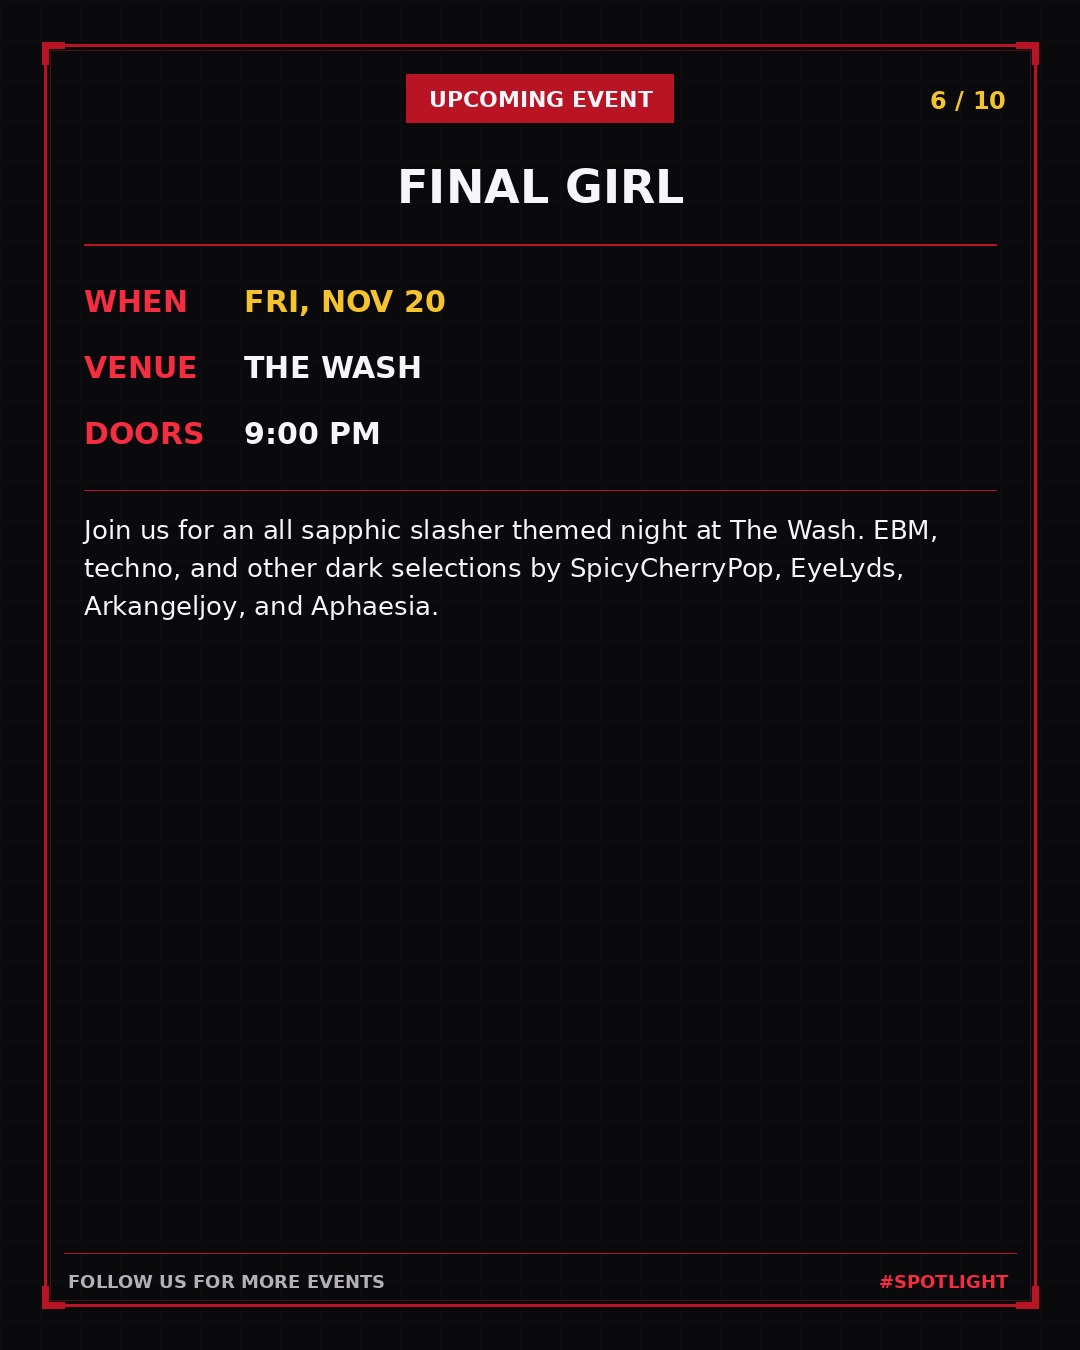 UPCOMING EVENT
6 / 10
FINAL GIRL
WHEN FRI, NOV 20
VENUE THE WASH
DOORS 9:00 PM
Join us for an all sapphic slasher themed night at The Wash. EBM,
techno, and other dark selections by SpicyCherryPop, EyeLyds,
Arkangeljoy, and Aphaesia.
FOLLOW US FOR MORE EVENTS
#SPOTLIGHT